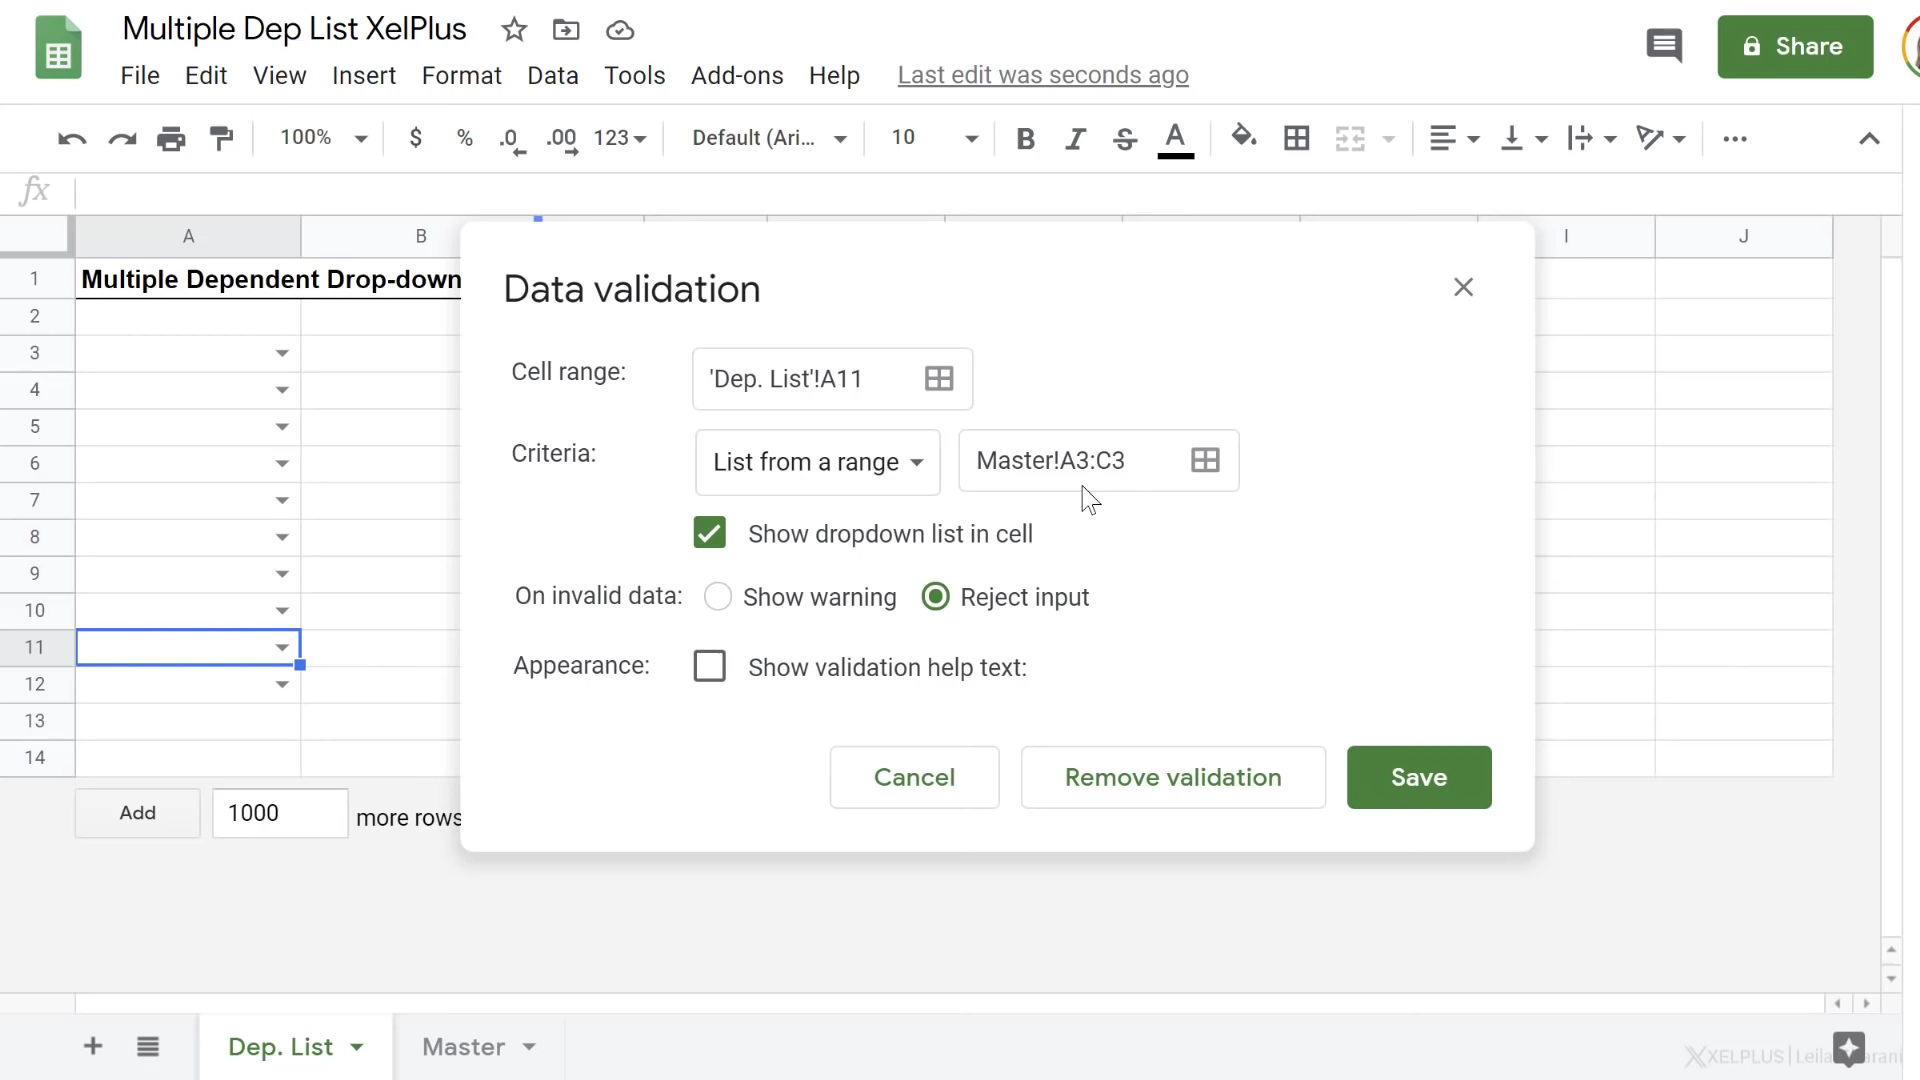 Multiple Dep List XelPlus
File Edit View Insert Format Data Tools Add-ons Help Last edit was seconds ago
Share
100% $ % .0 .00 123 Default (Ari... 10 B I S A
fx
A B I J
1 Multiple Dependent Drop-down
2
3
4
5
6
7
8
9
10
11
12
13
14
Data validation
Cell range: 'Dep. List'!A11
Criteria: List from a range Master!A3:C3
Show dropdown list in cell
On invalid data: Show warning Reject input
Appearance: Show validation help text:
Cancel Remove validation Save
Add 1000 more rows
Dep. List Master
XELPLUS